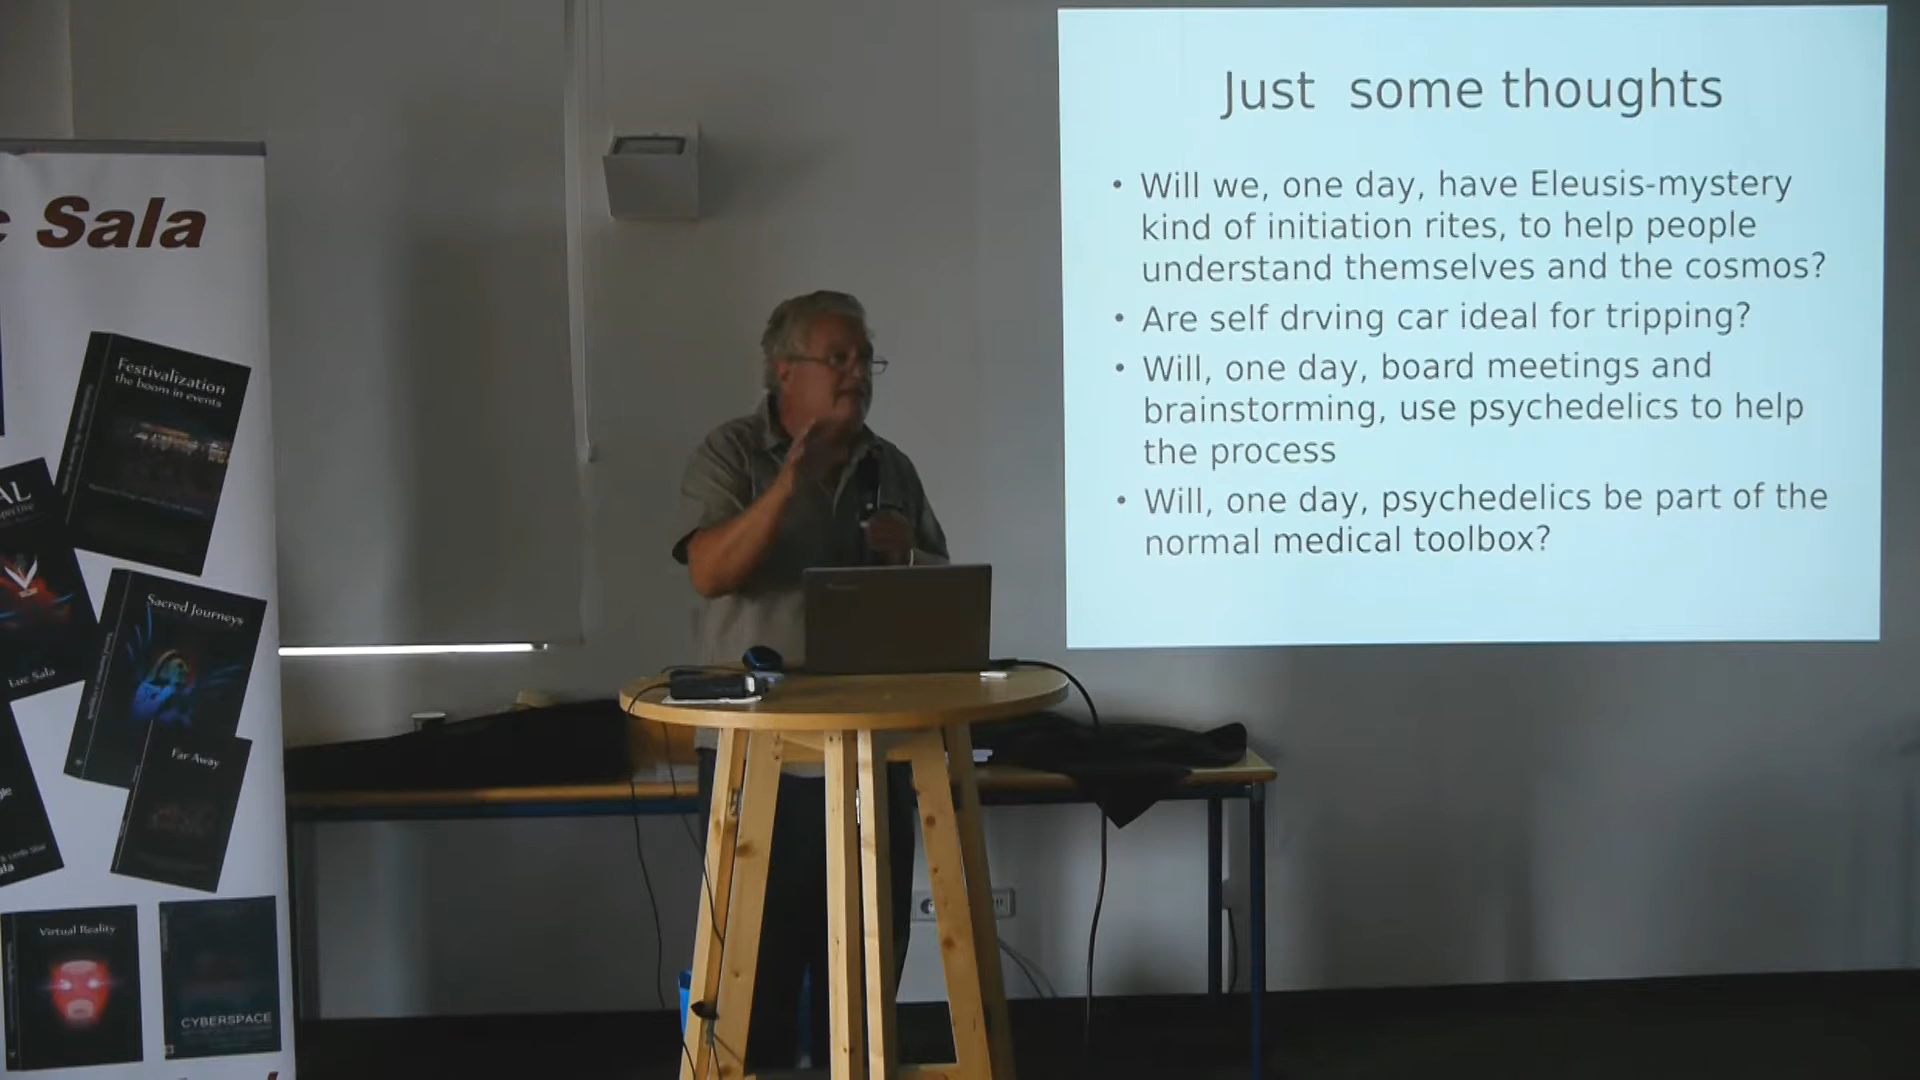 Just some thoughts
• Will we, one day, have Eleusis-mystery
kind of initiation rites, to help people
understand themselves and the cosmos?
• Are self drving car ideal for tripping?
• Will, one day, board meetings and
brainstorming, use psychedelics to help
the process
• Will, one day, psychedelics be part of the
normal medical toolbox?
c Sala
Festivalization
the boom in events
AL
Luc Sala
Sacred Journeys
Far Away
Virtual Reality
CYBERSPACE